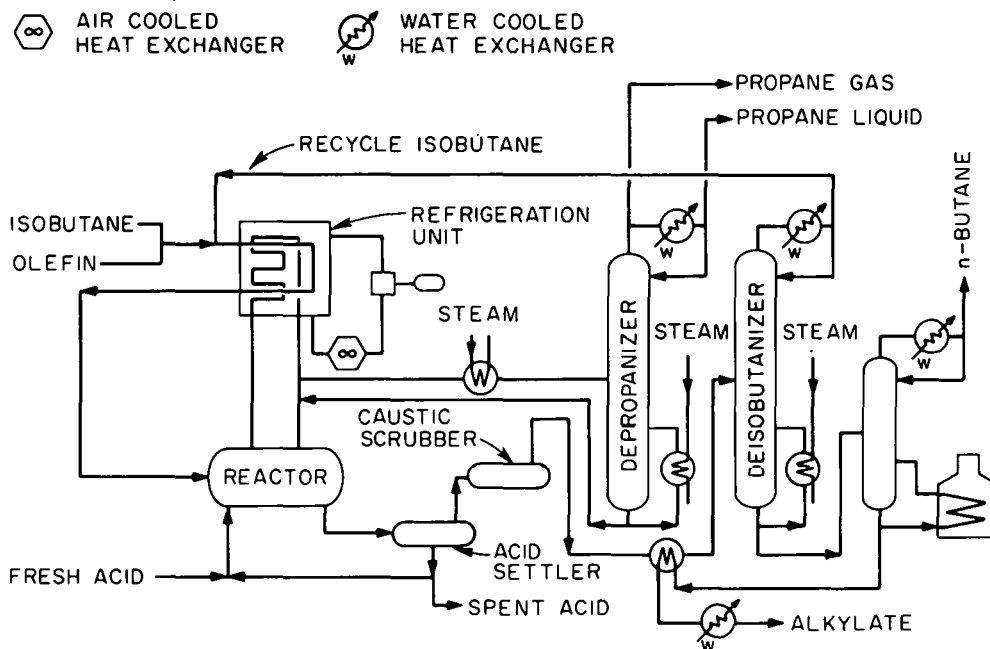 AIR COOLED
HEAT EXCHANGER
W
WATER COOLED
HEAT EXCHANGER
PROPANE GAS
PROPANE LIQUID
RECYCLE ISOBUTANE
ISOBUTANE
OLEFIN
REFRIGERATION
UNIT
W
W
n-BUTANE
STEAM
DEPROPANIZER
STEAM
DEISOBUTANIZER
STEAM
W
CAUSTIC
SCRUBBER
REACTOR
ACID
SETTLER
FRESH ACID
SPENT ACID
W
ALKYLATE